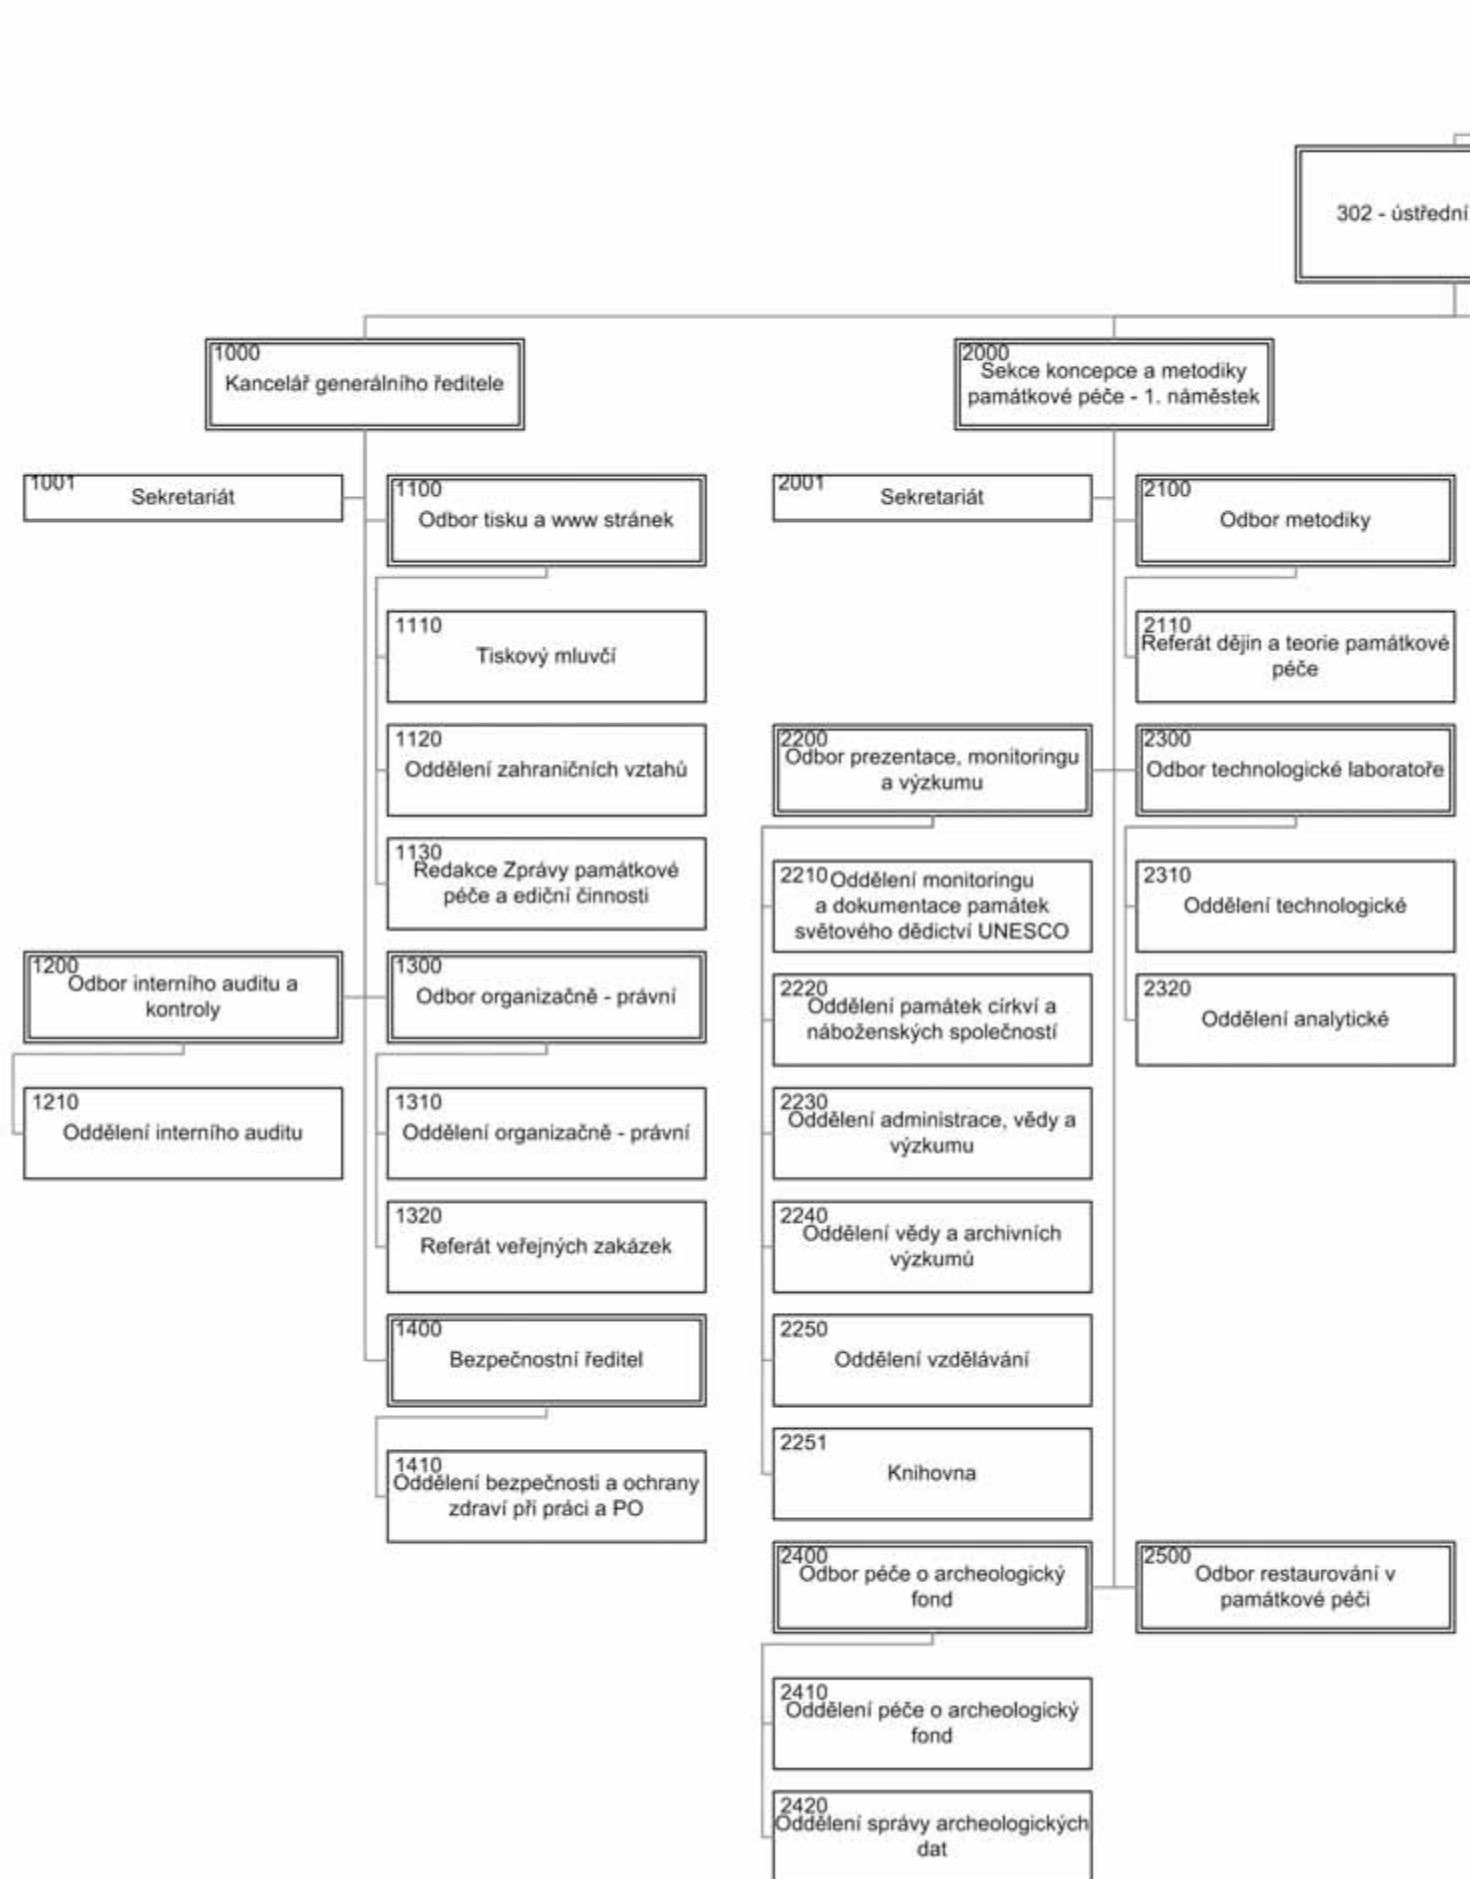 302 - ústřední
1000
Kancelář generálního ředitele
2000
Sekce koncepce a metodiky
památkové péče - 1. náměstek
1001
Sekretariát
1100
Odbor tisku a www stránek
1110
Tiskový mluvčí
1120
Oddělení zahraničních vztahů
1130
Redakce Zprávy památkové
péče a ediční činnosti
1200
Odbor interního auditu a
kontroly
1210
Oddělení interního auditu
1300
Odbor organizačně - právní
1310
Oddělení organizačně - právní
1320
Referát veřejných zakázek
1400
Bezpečnostní ředitel
1410
Oddělení bezpečnosti a ochrany
zdraví při práci a PO
2001
Sekretariát
2100
Odbor metodiky
2110
Referát dějin a teorie památkové
péče
2200
Odbor prezentace, monitoringu
a výzkumu
2210 Oddělení monitoringu
a dokumentace památek
světového dědictví UNESCO
2220
Oddělení památek církví a
náboženských společností
2230
Oddělení administrace, vědy a
výzkumu
2240
Oddělení vědy a archivních
výzkumů
2250
Oddělení vzdělávání
2251
Knihovna
2300
Odbor technologické laboratoře
2310
Oddělení technologické
2320
Oddělení analytické
2400
Odbor péče o archeologický
fond
2410
Oddělení péče o archeologický
fond
2420
Oddělení správy archeologických
dat
2500
Odbor restaurování v
památkové péči